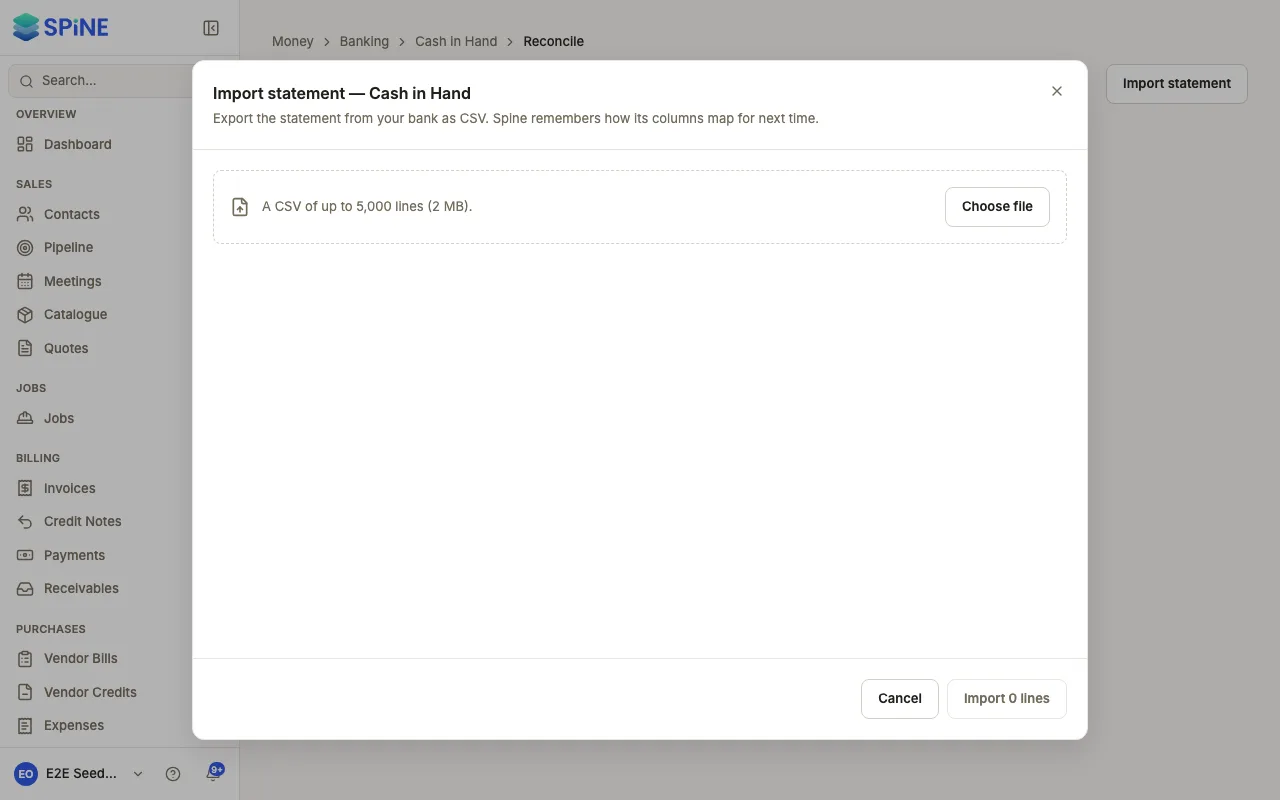 SPiNE
Money > Banking > Cash in Hand > Reconcile
Search...
Import statement
OVERVIEW
Dashboard
SALES
Contacts
Pipeline
Meetings
Catalogue
Quotes
JOBS
Jobs
BILLING
Invoices
Credit Notes
Payments
Receivables
PURCHASES
Vendor Bills
Vendor Credits
Expenses
EO E2E Seed...
9+
Import statement — Cash in Hand
Export the statement from your bank as CSV. Spine remembers how its columns map for next time.
A CSV of up to 5,000 lines (2 MB).
Choose file
Cancel
Import 0 lines